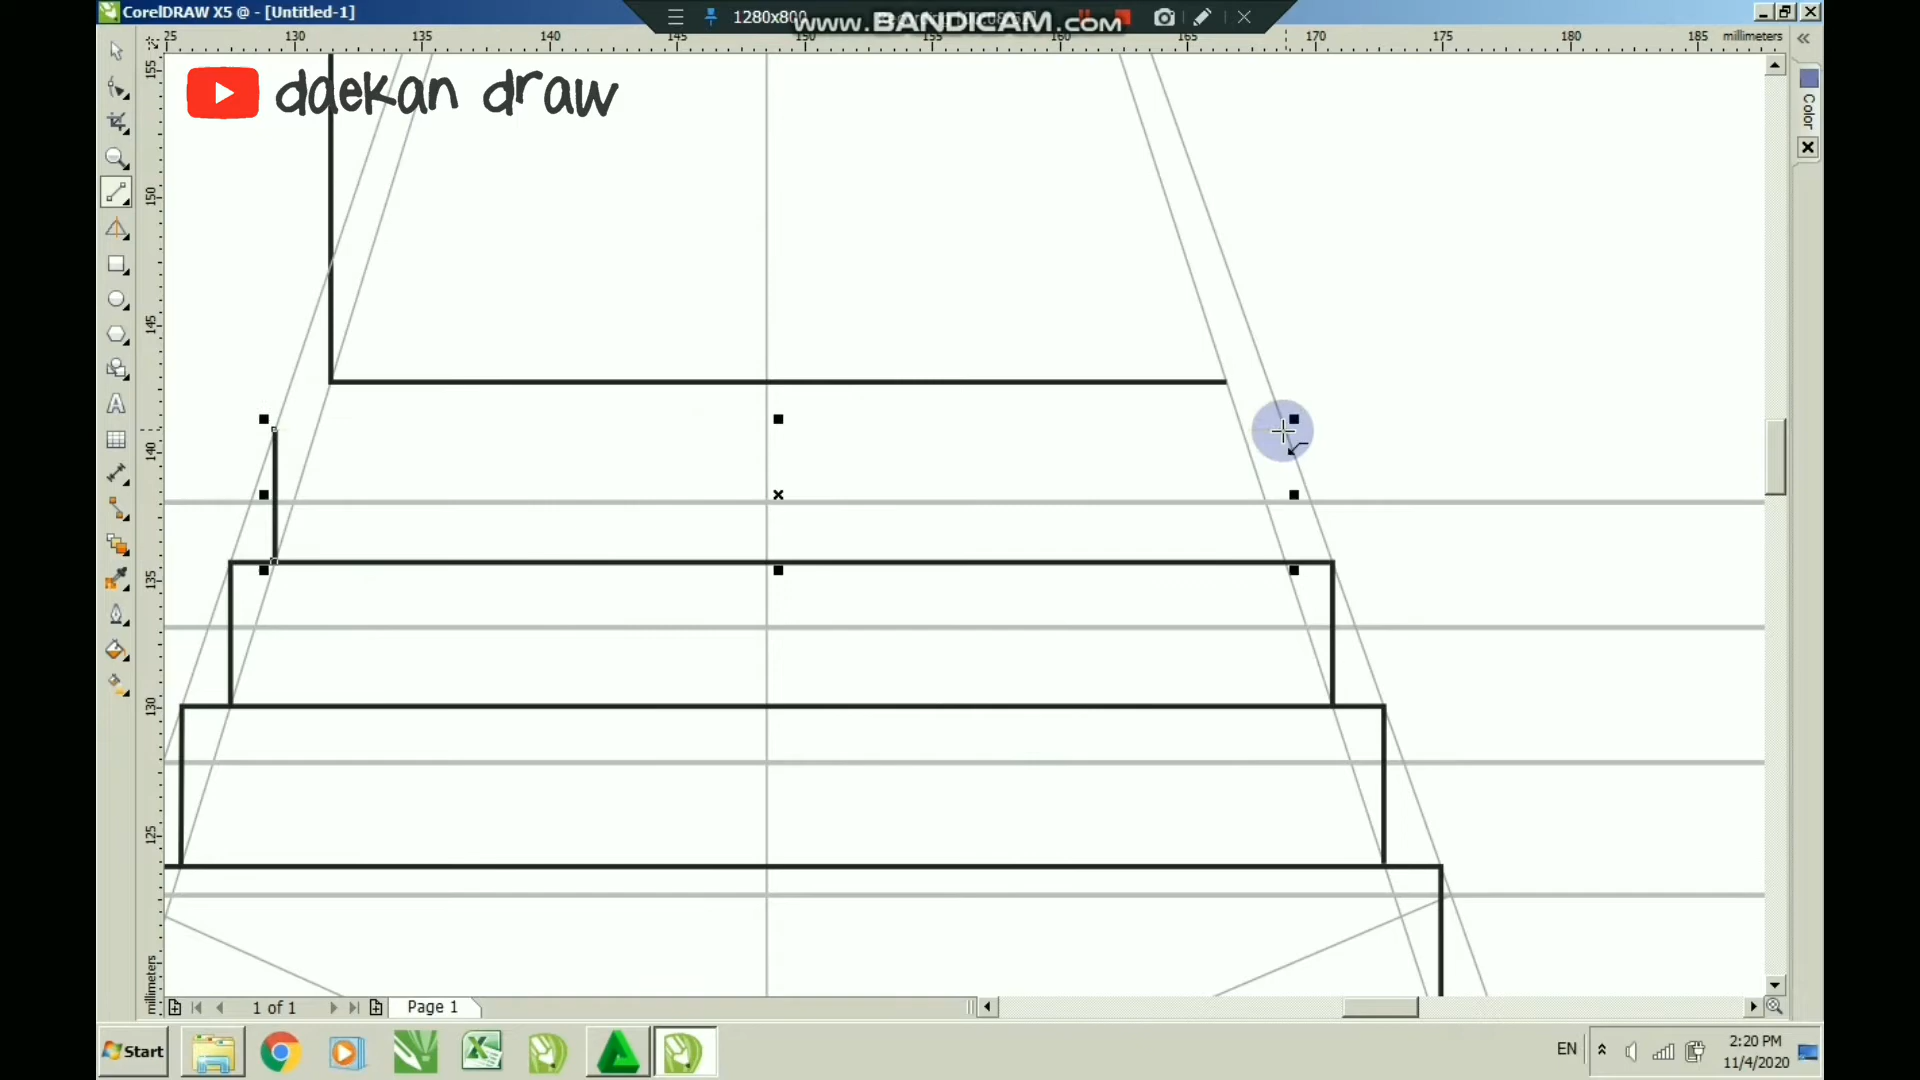 CorelDRAW X5 @ - [Untitled-1]
1280x800
www.BANDICAM.com
25 130 135 140 145 150 155 160 165 170 175 180 185 millimeters
daekan draw
155
150
145
140
135
130
125
millimeters
Color
1 of 1 Page 1
Start
EN
2:20 PM
11/4/2020